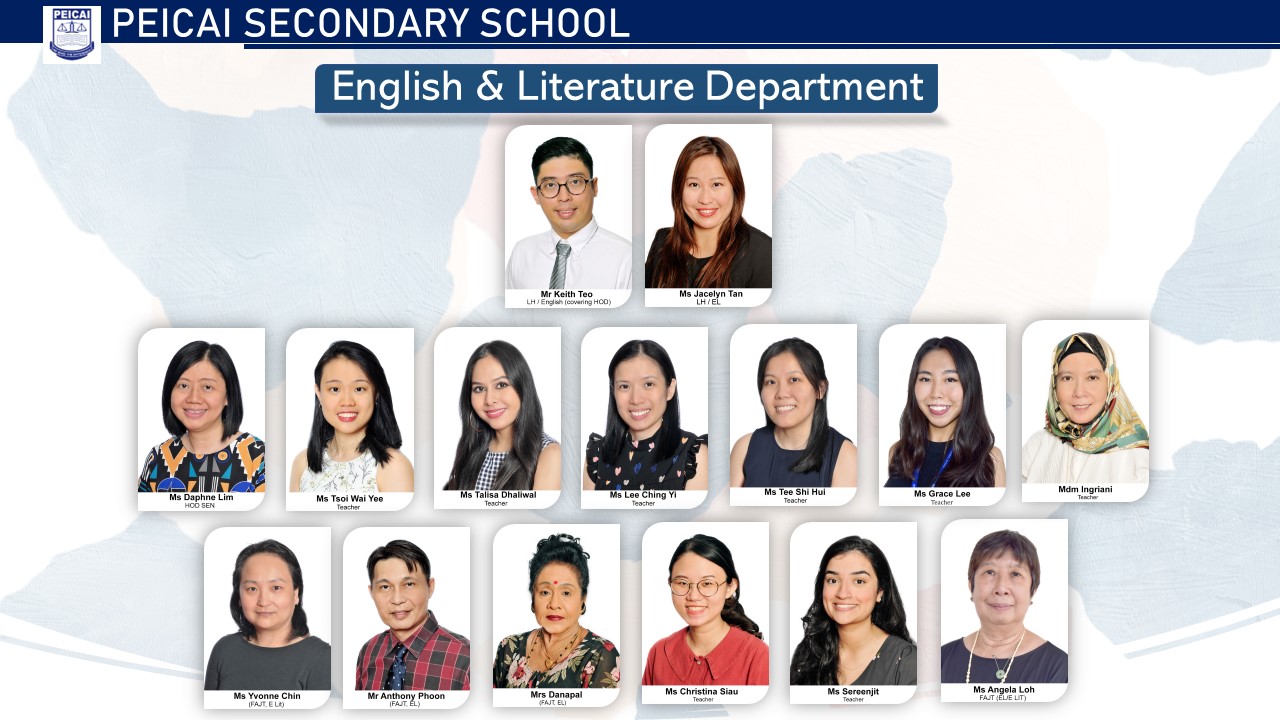 PEICAI
PEICAI SECONDARY SCHOOL
English & Literature Department
Mr Keith Teo
LH / English (covering HOD)
Ms Jacelyn Tan
LH / EL
Ms Daphne Lim
HOD SEN
Ms Tsoi Wai Yee
Teacher
Ms Talisa Dhaliwal
Teacher
Ms Lee Ching Yi
Teacher
Ms Tee Shi Hui
Teacher
Ms Grace Lee
Teacher
Mdm Ingriani
Teacher
Ms Yvonne Chin
(FAJT, E Lit)
Mr Anthony Phoon
(FAJT, EL)
Mrs Danapal
(FAJT, EL)
Ms Christina Siau
Teacher
Ms Sereenjit
Teacher
Ms Angela Loh
FAJT (EL/E LIT)